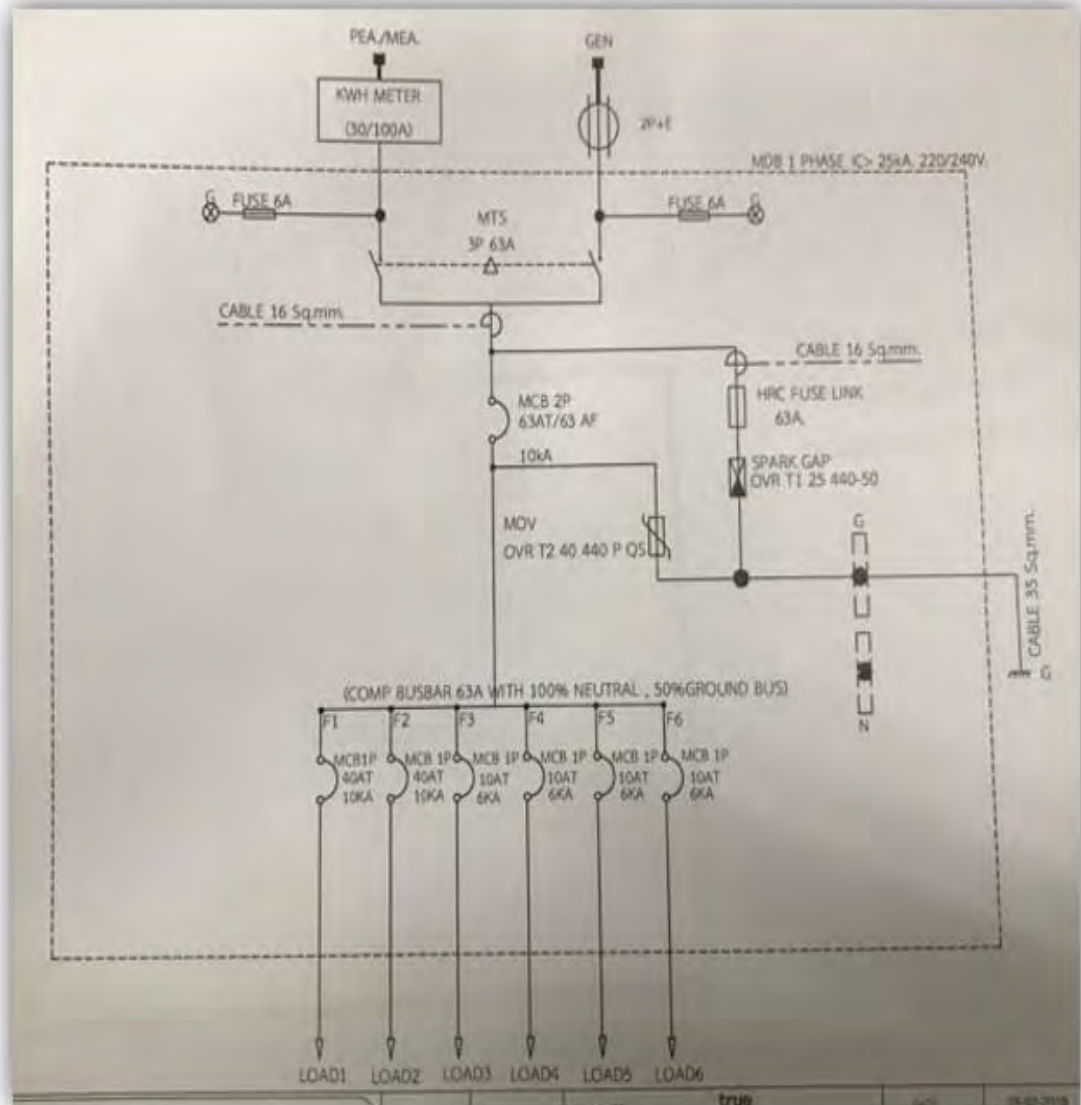 PEA./MEA.
GEN
KWH METER
(30/100A)
2P+E
MDB 1 PHASE IC> 25kA, 220/240V.
G
FUSE 6A
FUSE 6A
G
MTS
3P 63A
CABLE 16 Sq.mm.
CABLE 16 Sq.mm.
MCB 2P
63AT/63 AF
10kA
HRC FUSE LINK
63A.
SPARK GAP
OVR T1 25 440-50
MOV
OVR T2 40 440 P QS
G
N
CABLE 35 Sq.mm.
G
(COMP BUSBAR 63A WITH 100% NEUTRAL , 50%GROUND BUS)
F1 F2 F3 F4 F5 F6
MCB1P MCB 1P MCB 1P MCB 1P MCB 1P MCB 1P
40AT 40AT 10AT 10AT 10AT 10AT
10KA 10KA 6KA 6KA 6KA 6KA
LOAD1. LOAD2. LOAD3 LOAD4 LOAD5 LOAD6
true